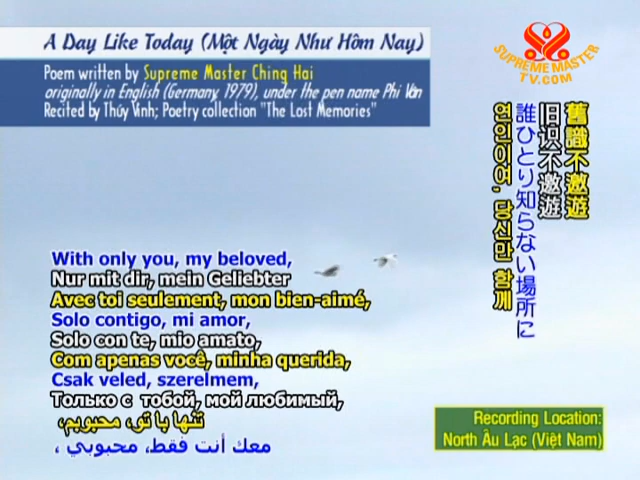 A Day Like Today (Một Ngày Như Hôm Nay)
Poem written by Supreme Master Ching Hai
originally in English (Germany, 1979), under the pen name Phi Vân
Recited by Thúy Vinh; Poetry collection "The Lost Memories"
SUPREME MASTER
TV.COM
舊識不邀遊
旧识不邀遊
誰ひとり知らない場所に
연인이여, 당신만 함께
With only you, my beloved,
Nur mit dir, mein Geliebter
Avec toi seulement, mon bien-aimé,
Solo contigo, mi amor,
Solo con te, mio amato,
Com apenas você, minha querida,
Csak veled, szerelmem,
Только с тобой, мой любимый,
تنها با تو، محبوبم،
معك أنت فقط، محبوبي ،
Recording Location:
North Âu Lạc (Việt Nam)